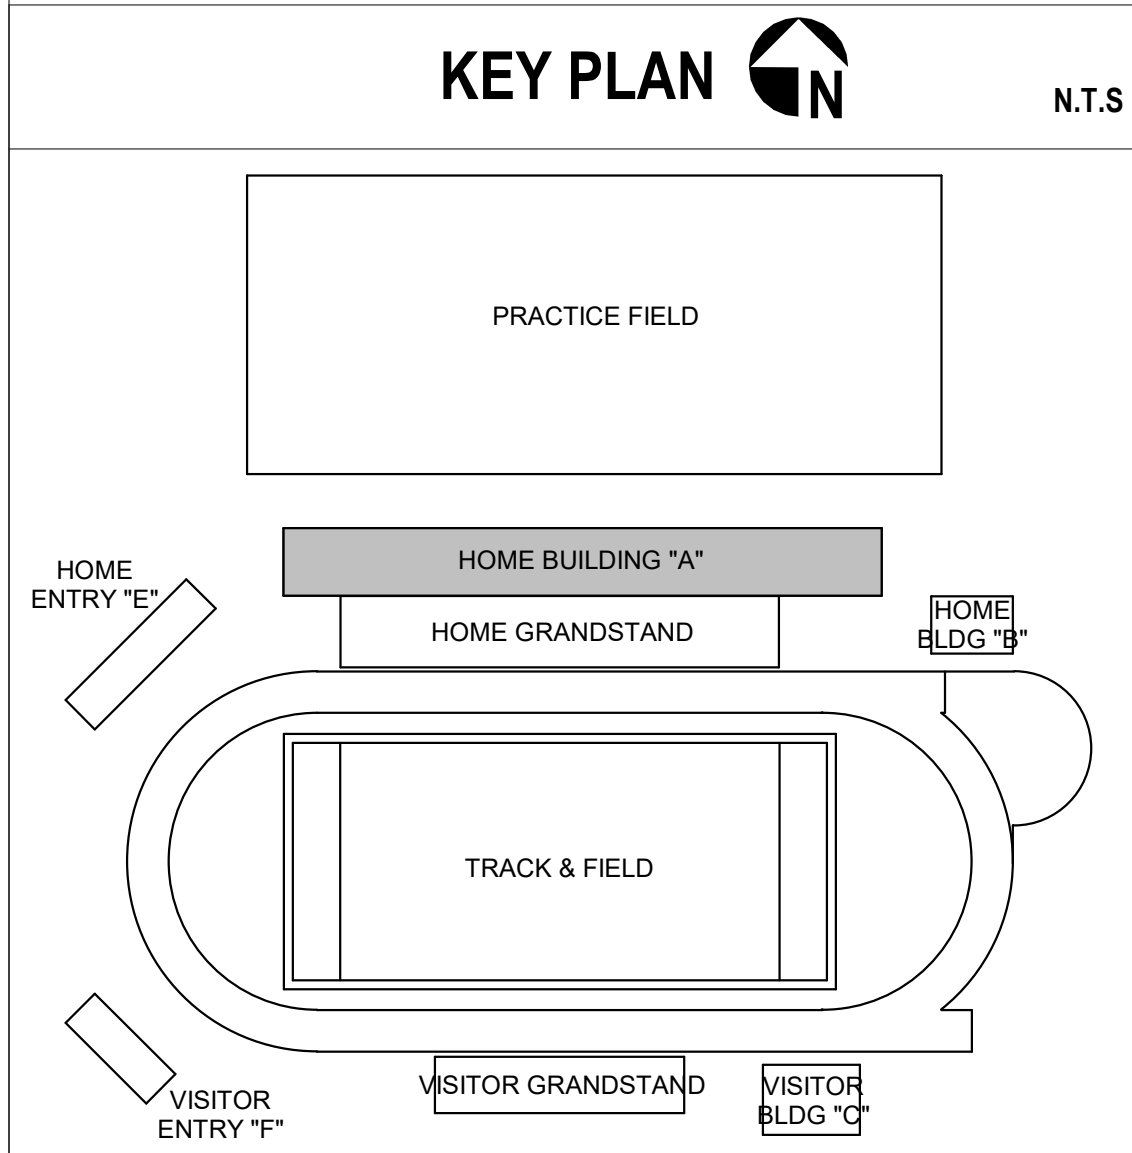 KEY PLAN
N
N.T.S
PRACTICE FIELD
HOME BUILDING "A"
HOME
ENTRY "E"
HOME GRANDSTAND
HOME
BLDG "B"
TRACK & FIELD
VISITOR GRANDSTAND
VISITOR
BLDG "C"
VISITOR
ENTRY "F"